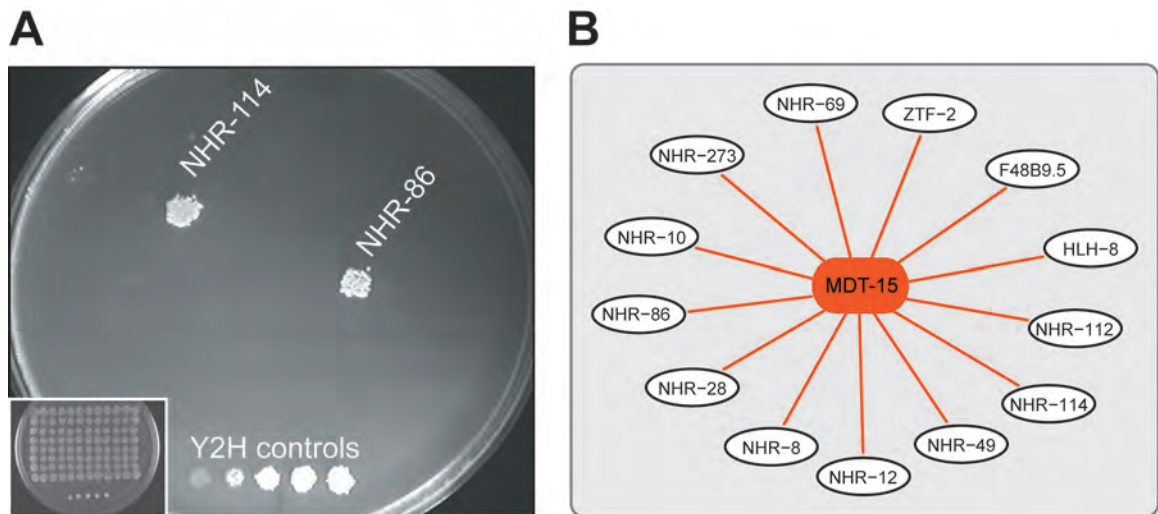 A
B
NHR-114
NHR-86
Y2H controls
NHR−69
ZTF−2
NHR−273
F48B9.5
NHR−10
HLH−8
MDT-15
NHR−86
NHR−112
NHR−28
NHR−114
NHR−8
NHR−49
NHR−12